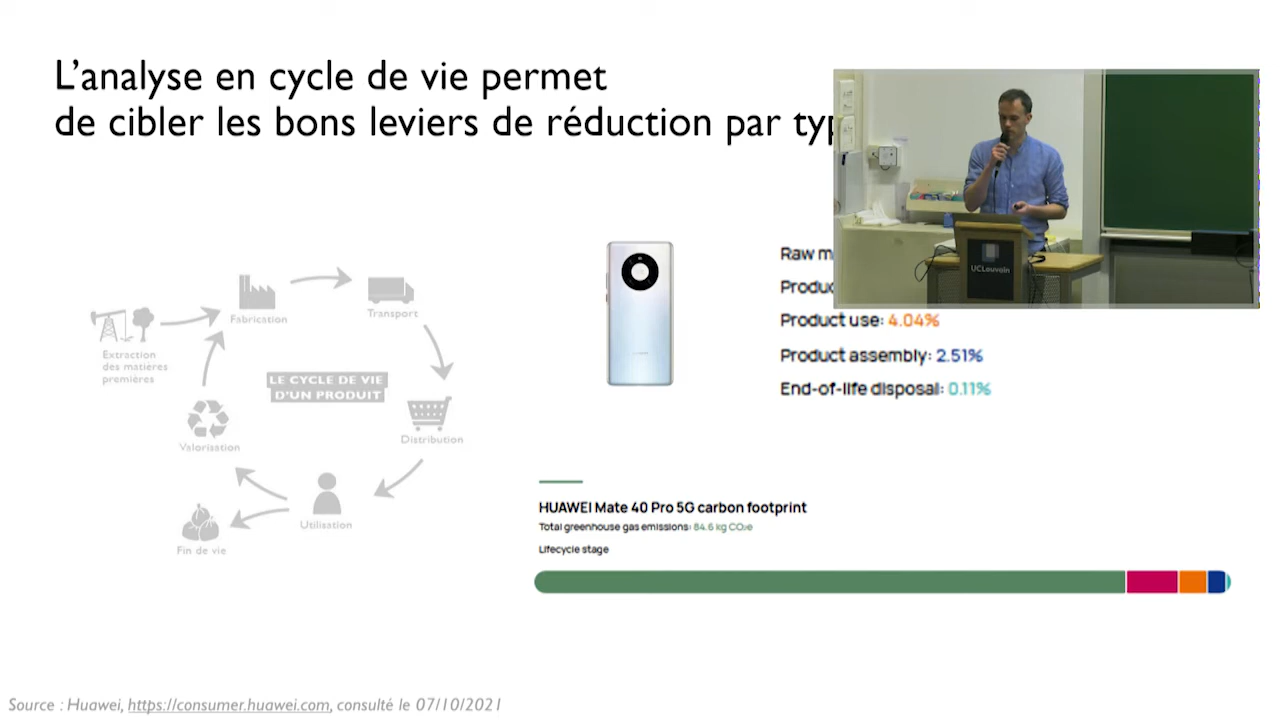 L'analyse en cycle de vie permet
de cibler les bons leviers de réduction par
Fabrication
Transport
Extraction
des matières
premières
LE CYCLE DE VIE
D'UN PRODUIT
Valorisation
Distribution
Utilisation
Fin de vie
Raw
Product use: 4.04%
Product assembly: 2.51%
End-of-life disposal: 0.11%
UCLouvain
HUAWEI Mate 40 Pro 5G carbon footprint
Total greenhouse gas emissions: 84.6 kg CO₂e
Lifecycle stage
Source : Huawei, https://consumer.huawei.com, consulté le 07/10/2021